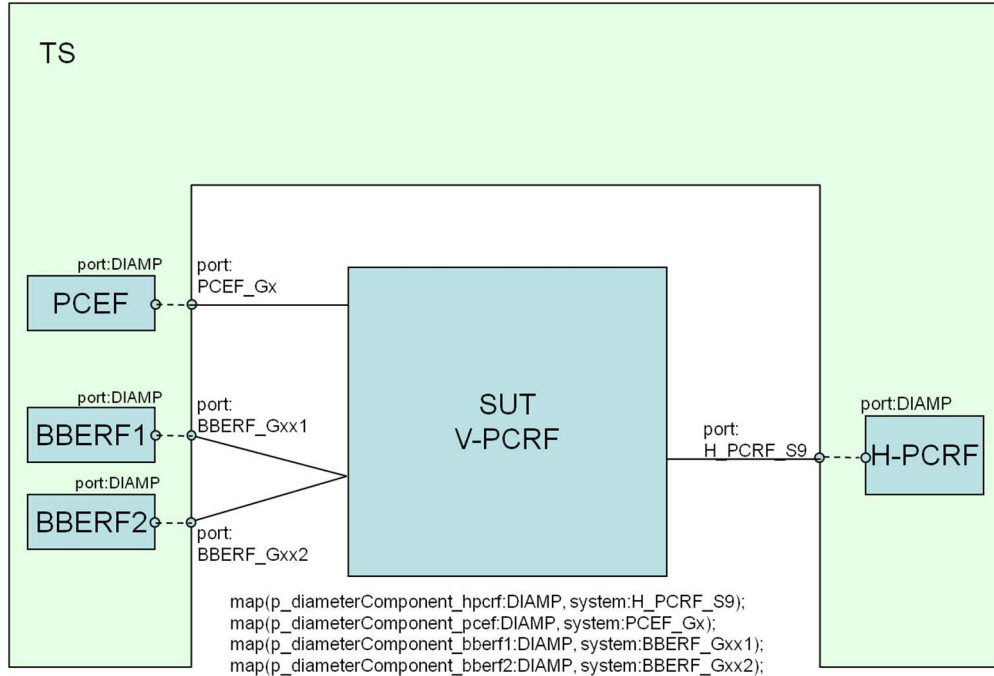 TS
port:DIAMP
PCEF
port:
PCEF_Gx
port:DIAMP
BBERF1
port:
BBERF_Gxx1
port:DIAMP
BBERF2
port:
BBERF_Gxx2
SUT
V-PCRF
port:
H_PCRF_S9
port:DIAMP
H-PCRF
map(p_diameterComponent_hpcrf:DIAMP, system:H_PCRF_S9);
map(p_diameterComponent_pcef:DIAMP, system:PCEF_Gx);
map(p_diameterComponent_bberf1:DIAMP, system:BBERF_Gxx1);
map(p_diameterComponent_bberf2:DIAMP, system:BBERF_Gxx2);